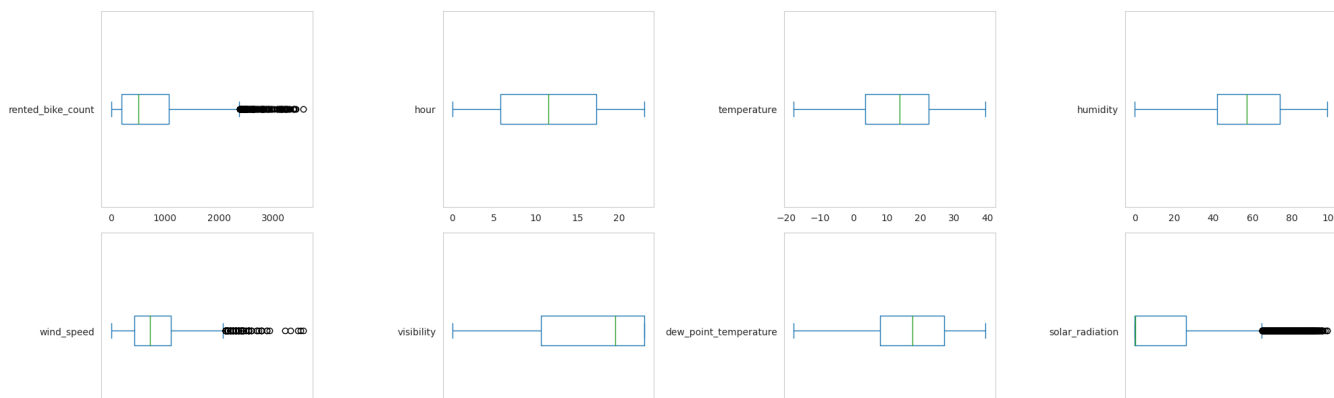 rented_bike_count
hour
temperature
humidity
0 1000 2000 3000
0 5 10 15 20
−20 −10 0 10 20 30 40
0 20 40 60 80
wind_speed
visibility
dew_point_temperature
solar_radiation